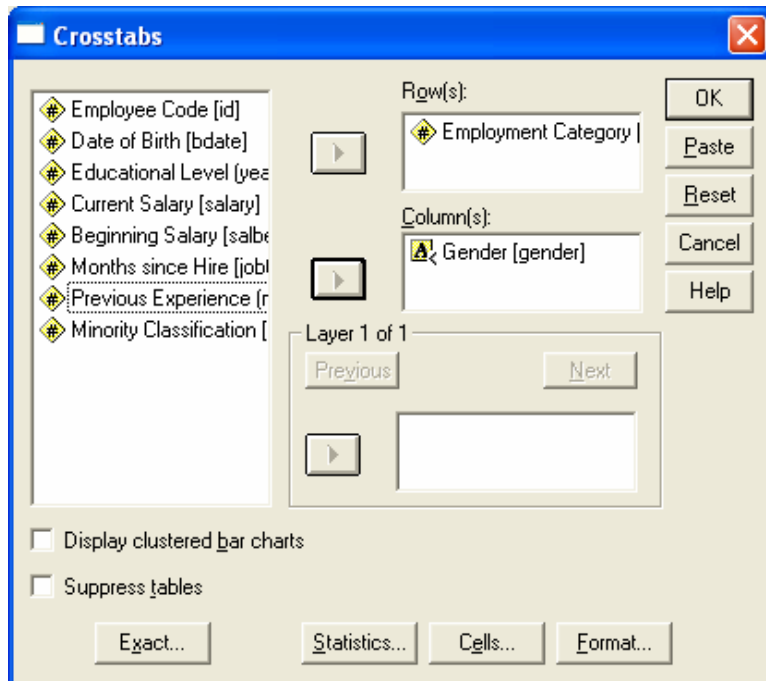 Crosstabs
Employee Code [id]
Date of Birth [bdate]
Educational Level (yea
Current Salary [salary]
Beginning Salary [salbe
Months since Hire [jobt
Previous Experience (r
Minority Classification [
Row(s):
Employment Category [
Column(s):
Gender [gender]
Layer 1 of 1
Previous
Next
OK
Paste
Reset
Cancel
Help
Display clustered bar charts
Suppress tables
Exact...
Statistics...
Cells...
Format...